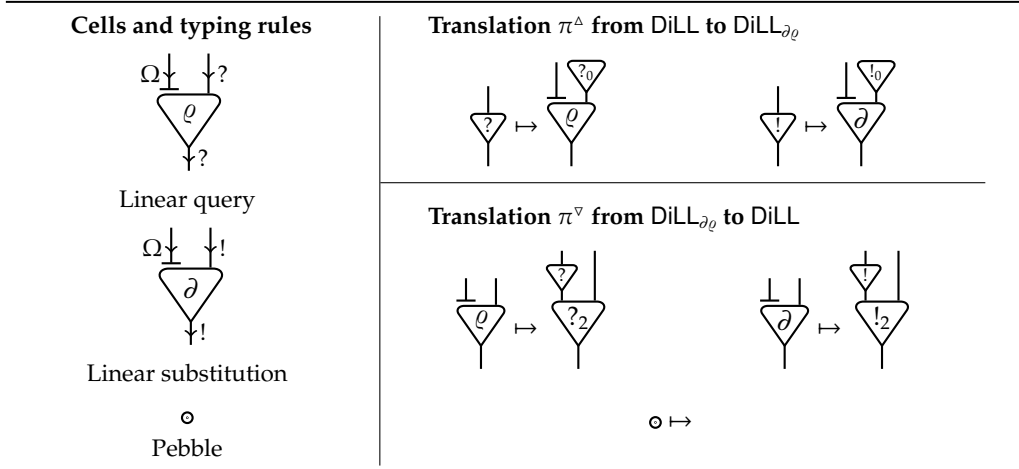 Cells and typing rules
Ω ?
ϱ
?
Linear query
Ω !
∂
!
Linear substitution
⊙
Pebble
Translation π^△ from DiLL to DiLL_∂ϱ
? ↦ ?₀ ϱ
! ↦ !₀ ∂
Translation π^▽ from DiLL_∂ϱ to DiLL
ϱ ↦ ? ?₂
∂ ↦ ! !₂
⊙ ↦